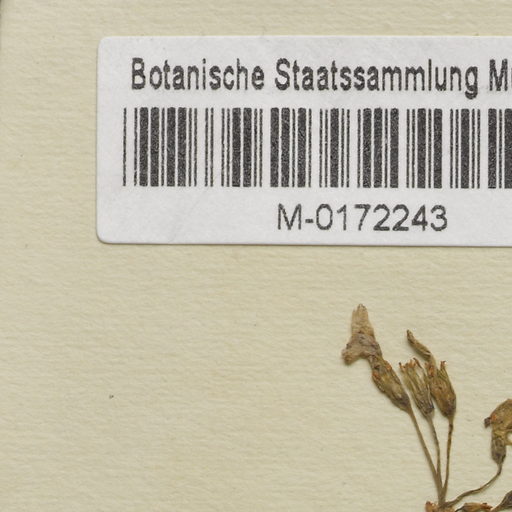 Botanische Staatssammlung
M-0172243